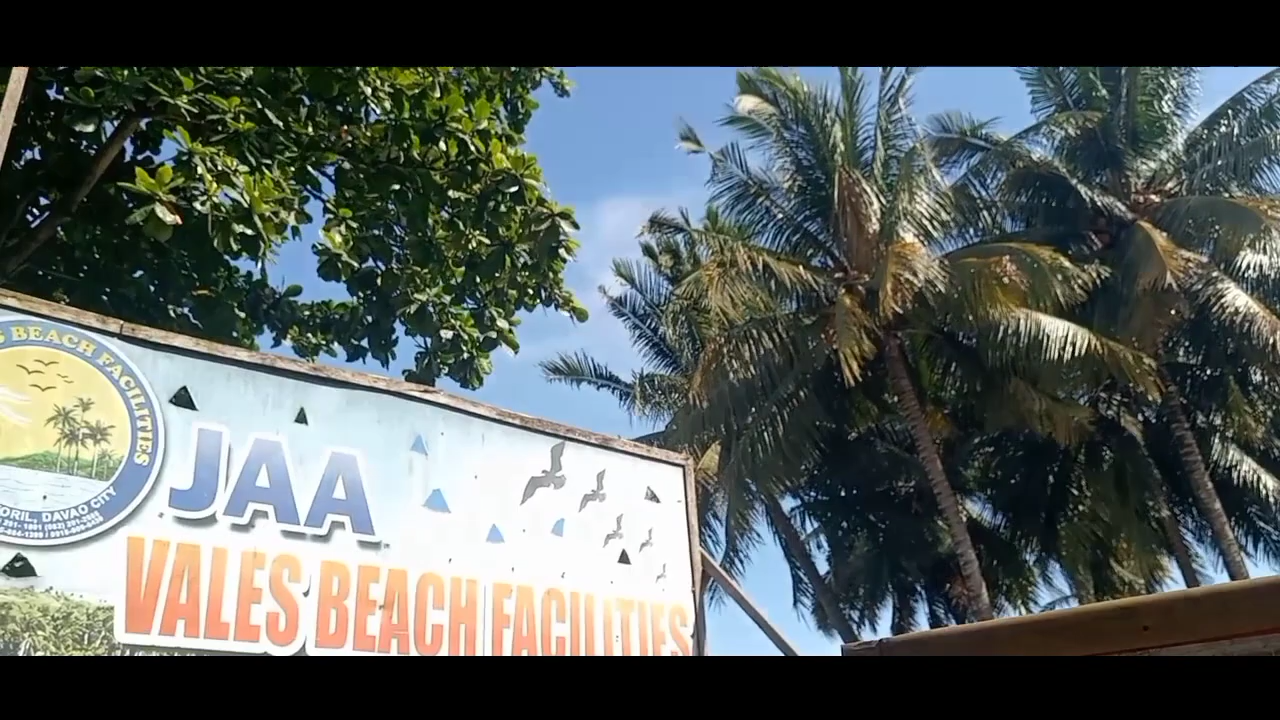 S BEACH FACILITIES
ORIL, DAVAO CITY
JAA
VALES BEACH FACILITIES